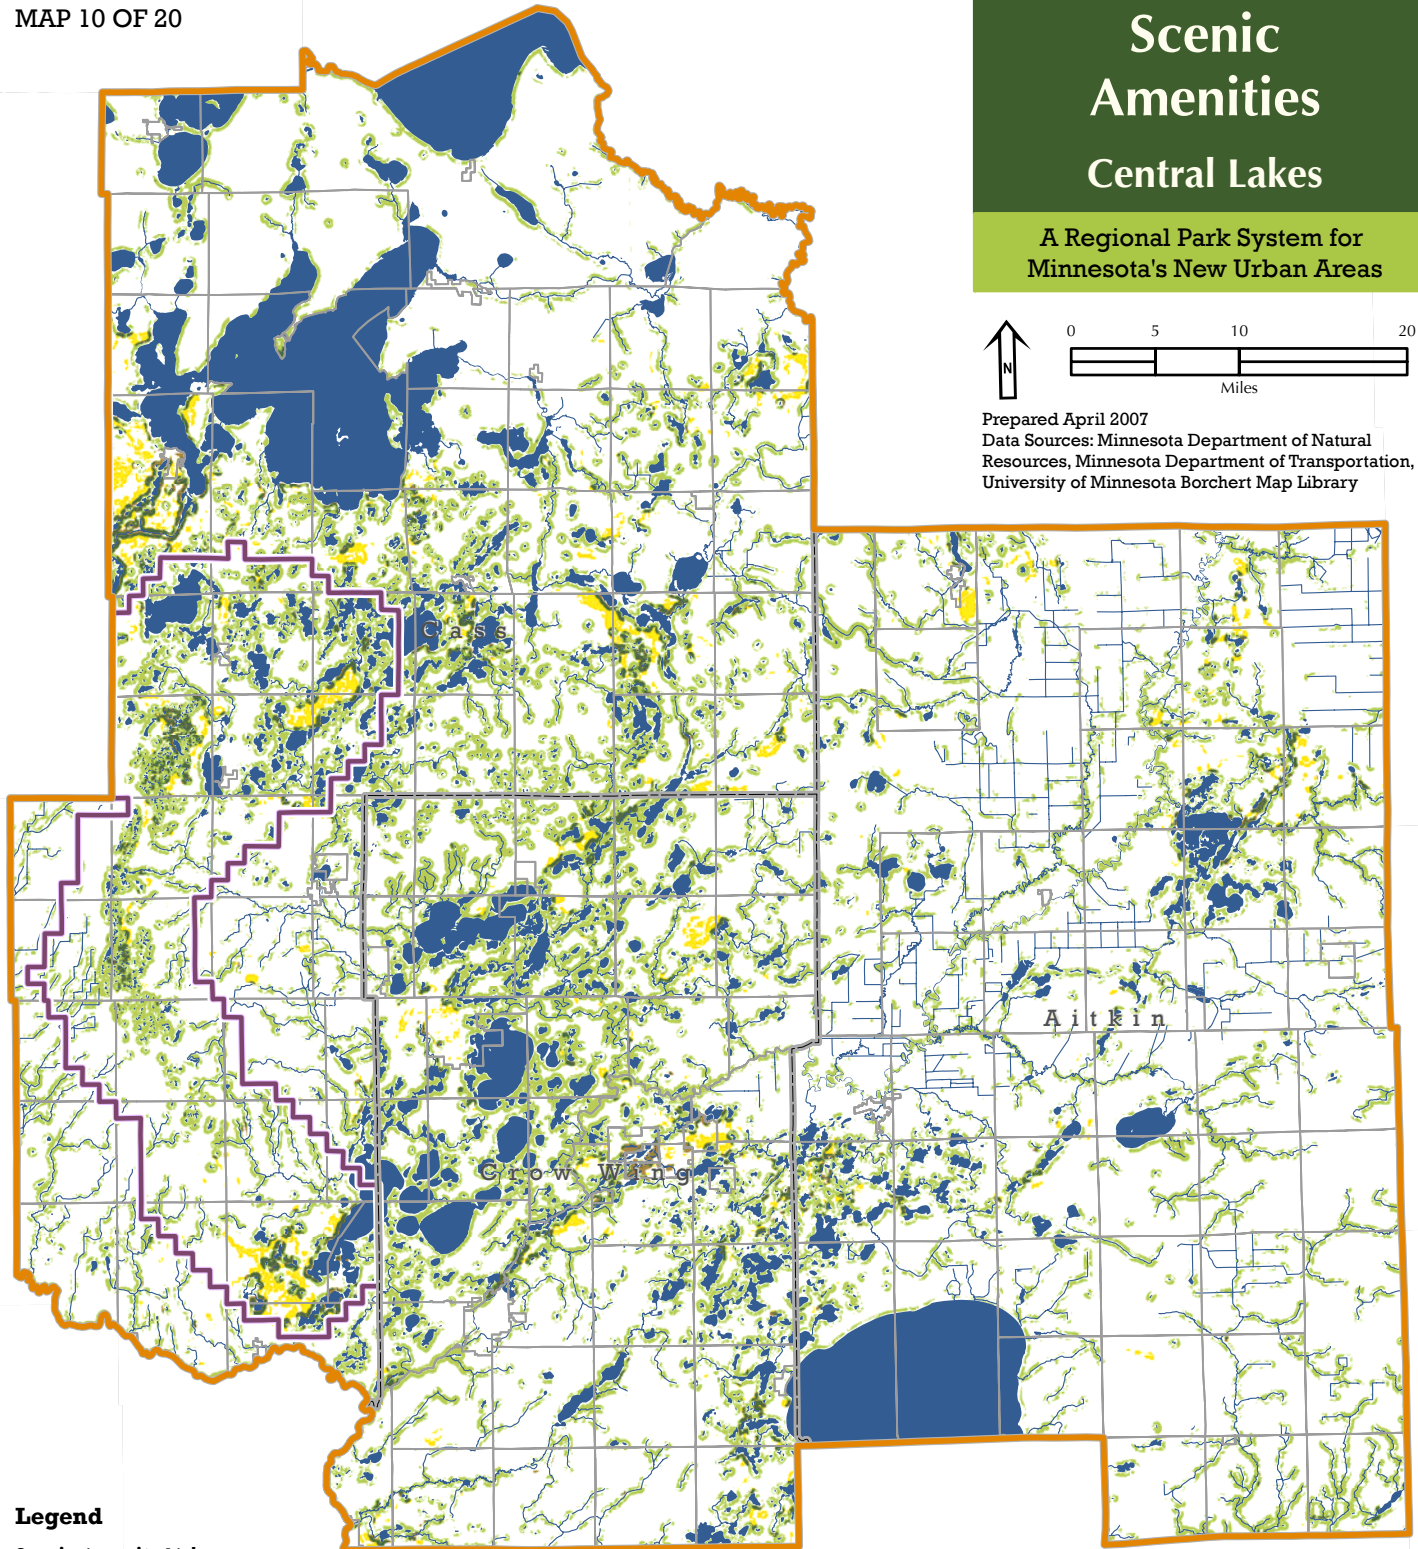 MAP 10 OF 20
Scenic
Amenities
Central Lakes
A Regional Park System for
Minnesota's New Urban Areas
N
0 5 10 20
Miles
Prepared April 2007
Data Sources: Minnesota Department of Natural
Resources, Minnesota Department of Transportation,
University of Minnesota Borchert Map Library
Cass
Aitkin
Crow Wing
Legend